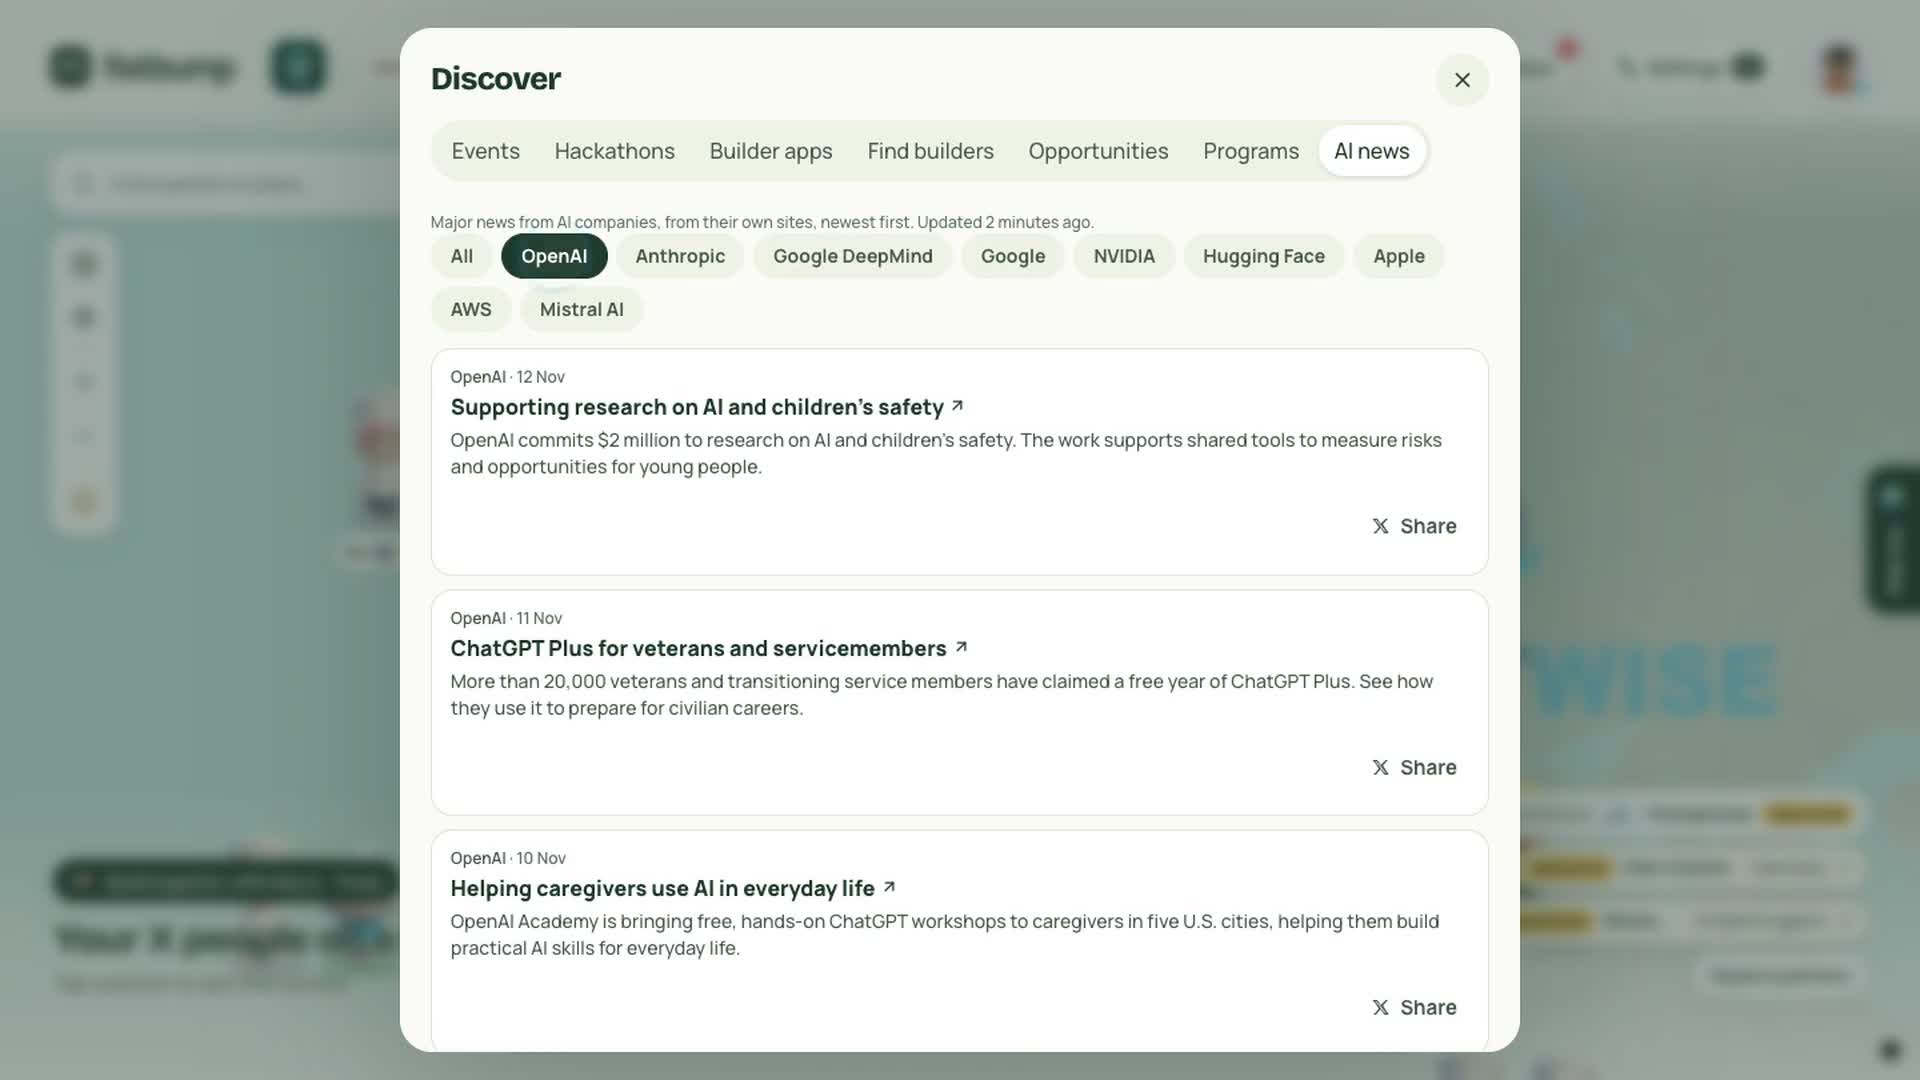 Discover
Events Hackathons Builder apps Find builders Opportunities Programs AI news
Major news from AI companies, from their own sites, newest first. Updated 2 minutes ago.
All OpenAI Anthropic Google DeepMind Google NVIDIA Hugging Face Apple
AWS Mistral AI
OpenAI · 12 Nov
Supporting research on AI and children’s safety ↗
OpenAI commits $2 million to research on AI and children’s safety. The work supports shared tools to measure risks
and opportunities for young people.
X Share
OpenAI · 11 Nov
ChatGPT Plus for veterans and servicemembers ↗
More than 20,000 veterans and transitioning service members have claimed a free year of ChatGPT Plus. See how
they use it to prepare for civilian careers.
X Share
OpenAI · 10 Nov
Helping caregivers use AI in everyday life ↗
OpenAI Academy is bringing free, hands-on ChatGPT workshops to caregivers in five U.S. cities, helping them build
practical AI skills for everyday life.
X Share
WISE
Your X people